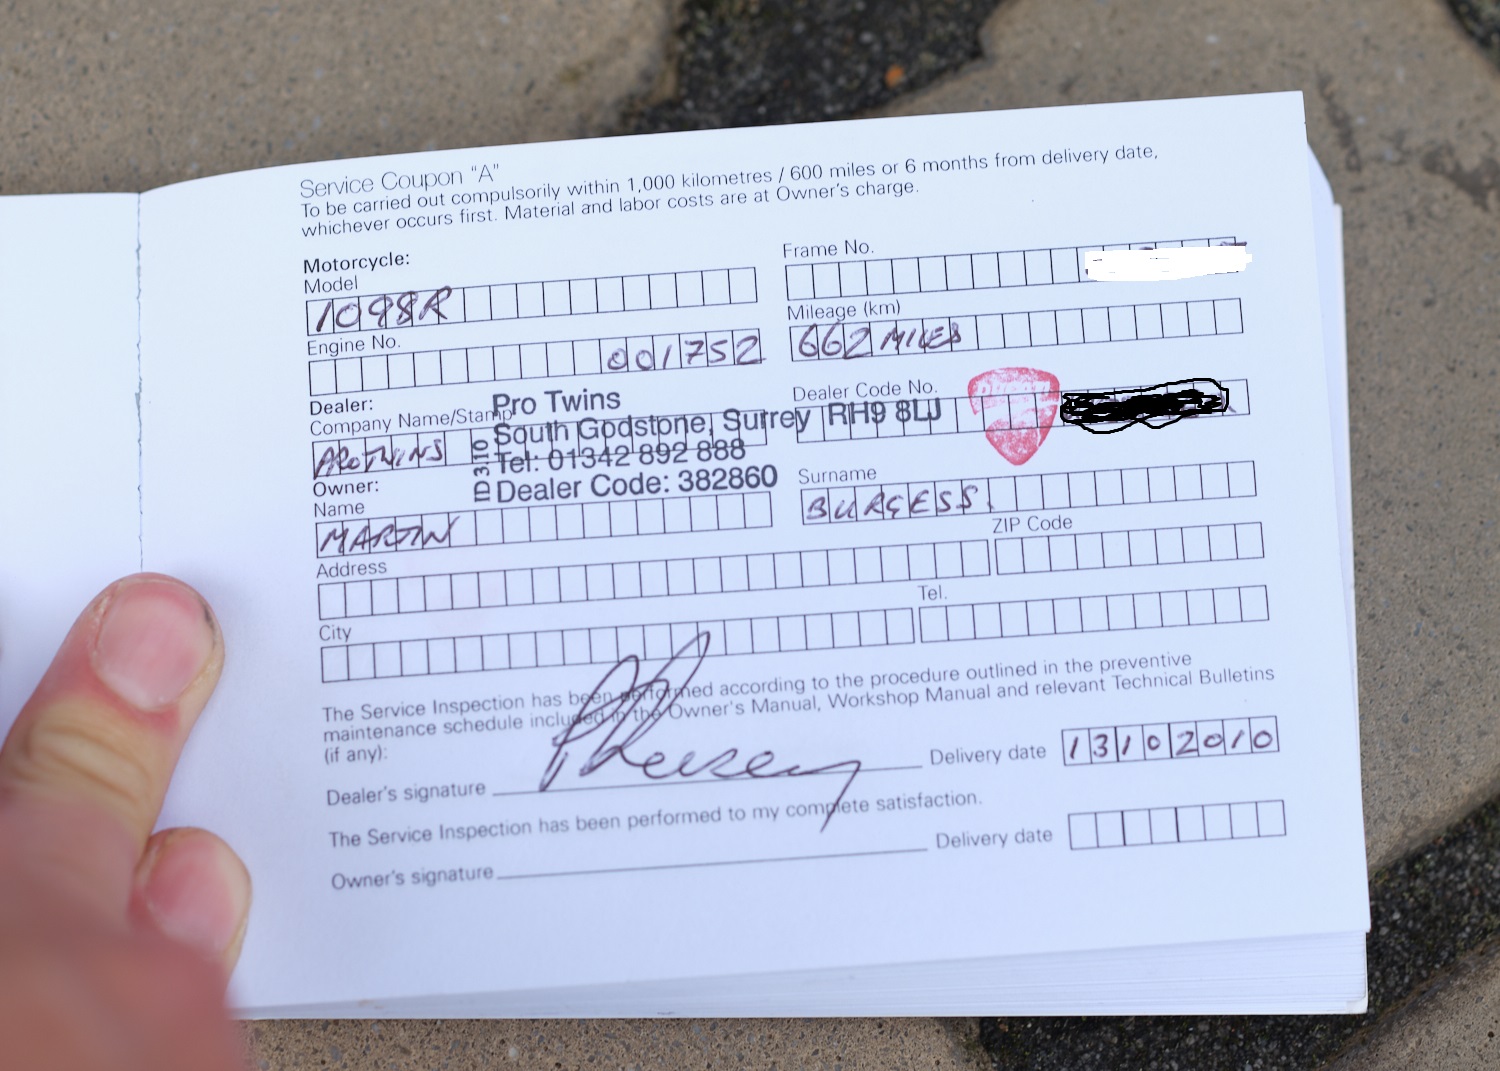 Service Coupon "A"
To be carried out compulsorily within 1,000 kilometres / 600 miles or 6 months from delivery date,
whichever occurs first. Material and labor costs are at Owner's charge.
Motorcycle:
Model
1098R
Frame No.
Engine No.
001752
Mileage (km)
662 MILES
Dealer:
Company Name/Stamp
PROTWINS
Pro Twins
South Godstone, Surrey RH9 8LJ
Tel: 01342 892 888
Dealer Code: 382860
ID3.10
Dealer Code No.
DUCATI
Owner:
Name
MARTIN
Surname
BURGESS
Address
ZIP Code
City
Tel.
The Service Inspection has been performed according to the procedure outlined in the preventive
maintenance schedule included in the Owner's Manual, Workshop Manual and relevant Technical Bulletins
(if any):
Dealer's signature
Delivery date 13102010
The Service Inspection has been performed to my complete satisfaction.
Owner's signature
Delivery date